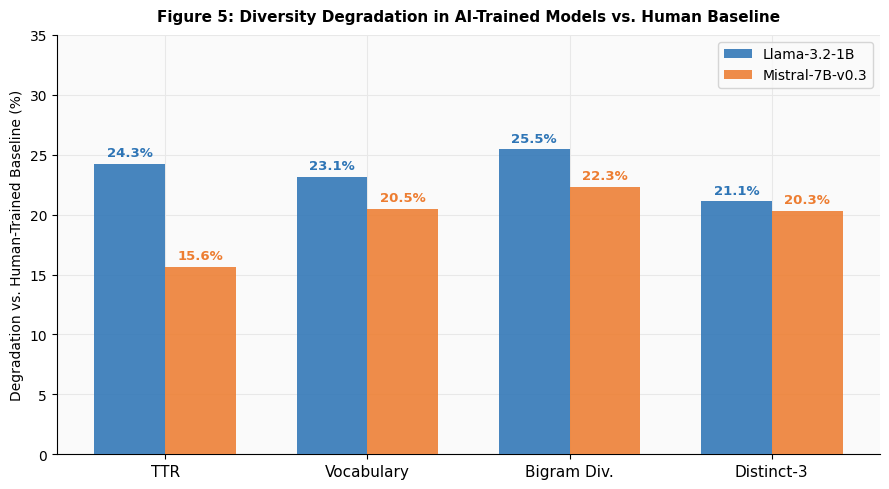 Figure 5: Diversity Degradation in AI-Trained Models vs. Human Baseline
Degradation vs. Human-Trained Baseline (%)
35
30
25
20
15
10
5
0
Llama-3.2-1B
Mistral-7B-v0.3
24.3%
15.6%
23.1%
20.5%
25.5%
22.3%
21.1%
20.3%
TTR
Vocabulary
Bigram Div.
Distinct-3